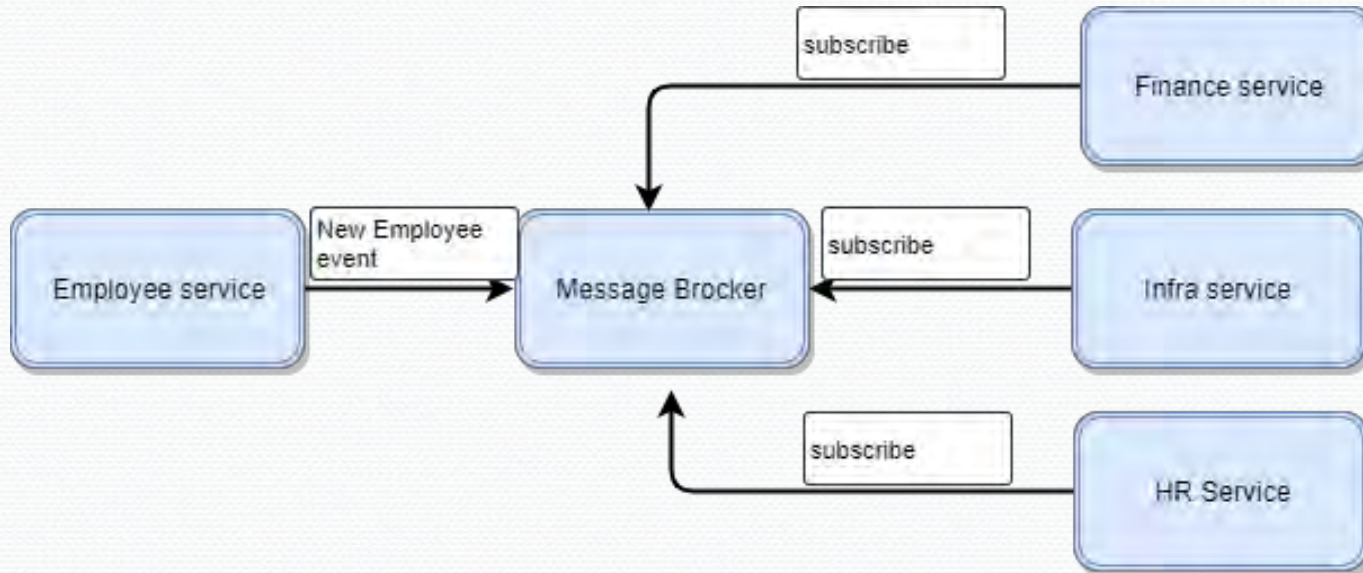 subscribe
Finance service
New Employee
event
subscribe
Employee service
Message Brocker
Infra service
subscribe
HR Service